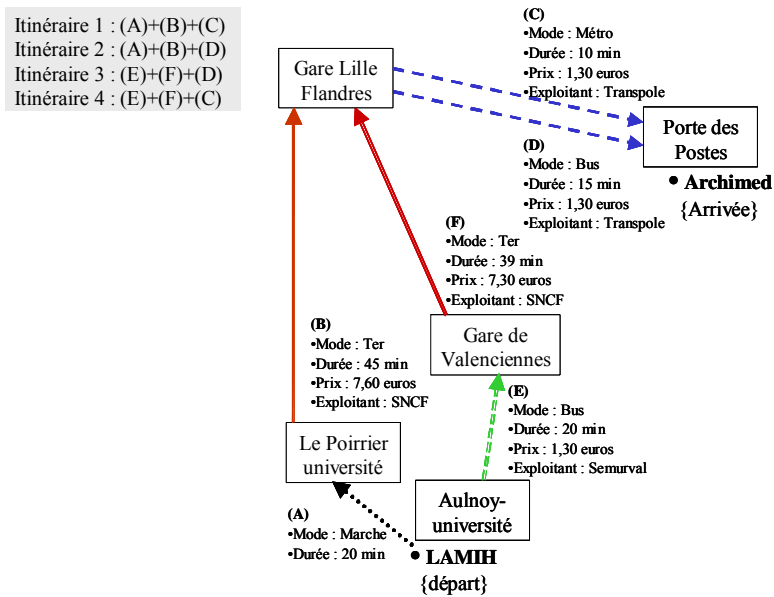 Itinéraire 1 : (A)+(B)+(C)
Itinéraire 2 : (A)+(B)+(D)
Itinéraire 3 : (E)+(F)+(D)
Itinéraire 4 : (E)+(F)+(C)
(C)
•Mode : Métro
•Durée : 10 min
•Prix : 1,30 euros
•Exploitant : Transpole
Gare Lille
Flandres
Porte des
Postes
• Archimed
{Arrivée}
(D)
•Mode : Bus
•Durée : 15 min
•Prix : 1,30 euros
•Exploitant : Transpole
(F)
•Mode : Ter
•Durée : 39 min
•Prix : 7,30 euros
•Exploitant : SNCF
Gare de
Valenciennes
(B)
•Mode : Ter
•Durée : 45 min
•Prix : 7,60 euros
•Exploitant : SNCF
(E)
•Mode : Bus
•Durée : 20 min
•Prix : 1,30 euros
•Exploitant : Semurval
Le Poirrier
université
Aulnoy-
université
(A)
•Mode : Marche
•Durée : 20 min
• LAMIH
{départ}